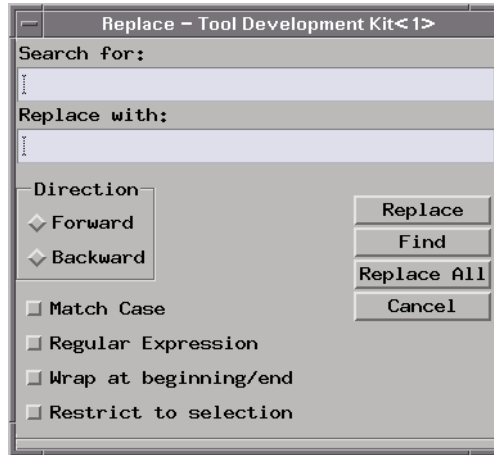 Replace – Tool Development Kit<1>
Search for:
Replace with:
Direction
Forward
Backward
Replace
Find
Replace All
Cancel
Match Case
Regular Expression
Wrap at beginning/end
Restrict to selection